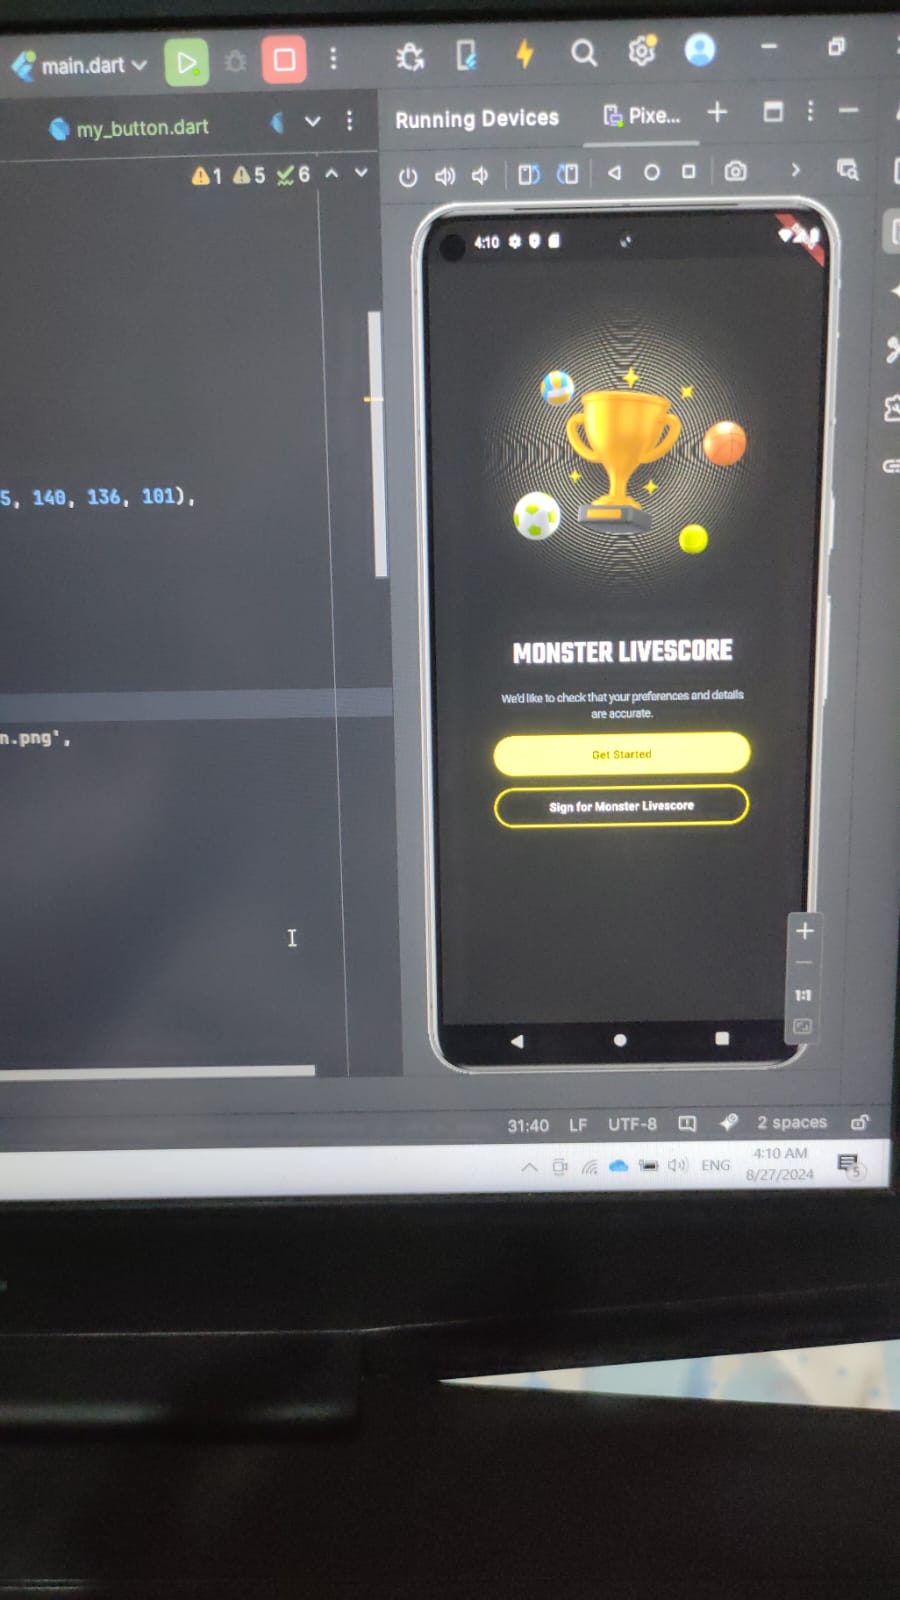 main.dart
my_button.dart
Running Devices
Pixe...
1 5 6
4:10
5, 140, 136, 101),
MONSTER LIVESCORE
We'd like to check that your preferences and details
are accurate.
n.png',
Get Started
Sign for Monster Livescore
1:1
31:40 LF UTF-8 2 spaces
ENG
4:10 AM
8/27/2024
5